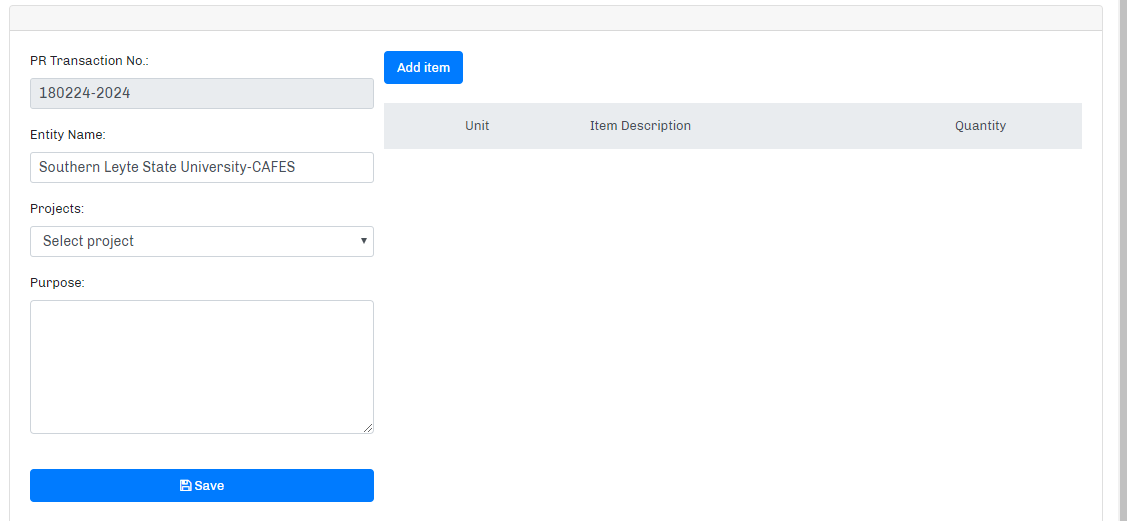 PR Transaction No.:
180224-2024
Entity Name:
Southern Leyte State University-CAFES
Projects:
Select project
Purpose:
Save
Add item
Unit Item Description Quantity